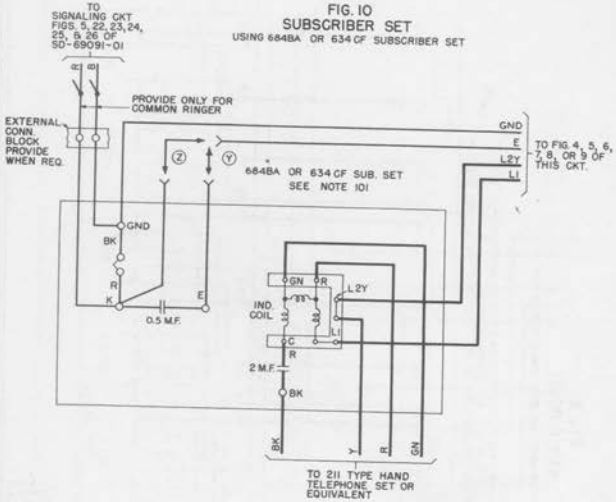 FIG. 10
SUBSCRIBER SET
USING 684BA OR 634CF SUBSCRIBER SET
TO
SIGNALING CKT
FIGS. 5, 22, 23, 24,
25, & 26 OF
SD-69091-01
R
B
PROVIDE ONLY FOR
COMMON RINGER
EXTERNAL
CONN.
BLOCK
PROVIDE
WHEN REQ.
GND
E
L2Y
L1
TO FIG. 4, 5, 6,
7, 8, OR 9 OF
THIS CKT.
Z
Y
684BA OR 634CF SUB. SET
SEE NOTE 101
GND
BK
R
K
E
0.5 M.F.
GN
R
L2Y
IND.
COIL
L1
C
R
2 M.F.
BK
BK
Y
R
GN
TO 211 TYPE HAND
TELEPHONE SET OR
EQUIVALENT